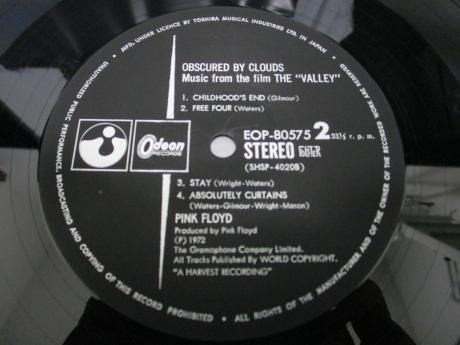 MFD. UNDER LICENCE BY TOSHIBA MUSICAL INDUSTRIES LTD. IN JAPAN
ALL RIGHTS OF THE MANUFACTURER AND OF THE OWNER OF THE RECORDED WORK ARE RESERVED
UNAUTHORIZED PUBLIC PERFORMANCE, BROADCASTING AND COPYING OF THIS RECORD PROHIBITED
OBSCURED BY CLOUDS
Music from the film THE "VALLEY"
1. CHILDHOOD'S END (Gilmour)
2. FREE FOUR (Waters)
Odeon
RECORDS
EOP-80575 2 33⅓ r. p. m.
STEREO
(SHSP-4020B)
3. STAY (Wright-Waters)
4. ABSOLUTELY CURTAINS
(Waters-Gilmour-Wright-Mason)
PINK FLOYD
Produced by Pink Floyd
(P) 1972
The Gramophone Company Limited.
All Tracks Published By WORLD COPYRIGHT.
"A HARVEST RECORDING"